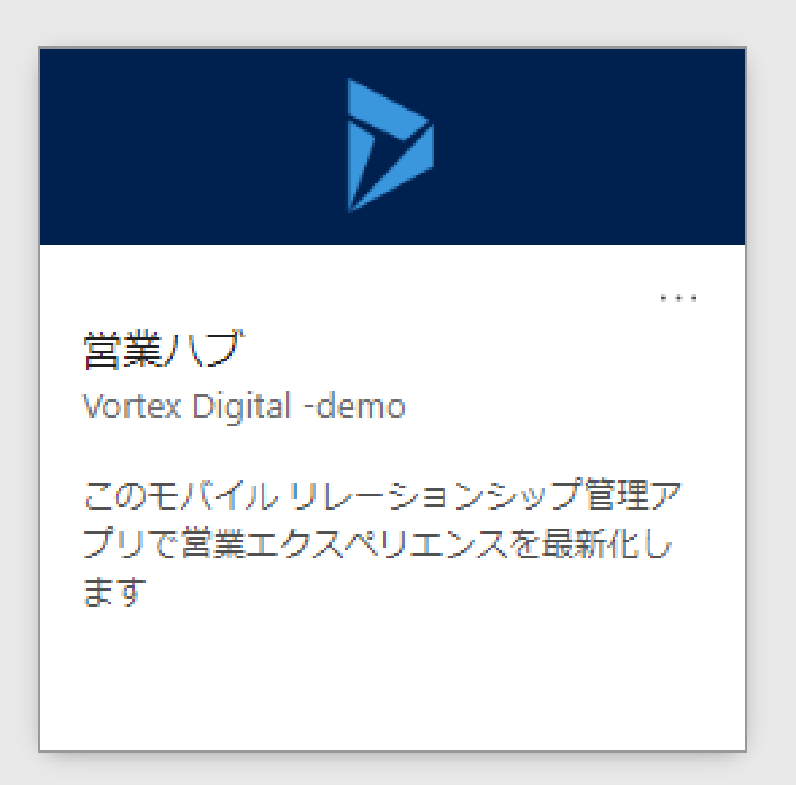 …
営業ハブ
Vortex Digital -demo
このモバイル リレーションシップ管理ア
プリで営業エクスペリエンスを最新化し
ます